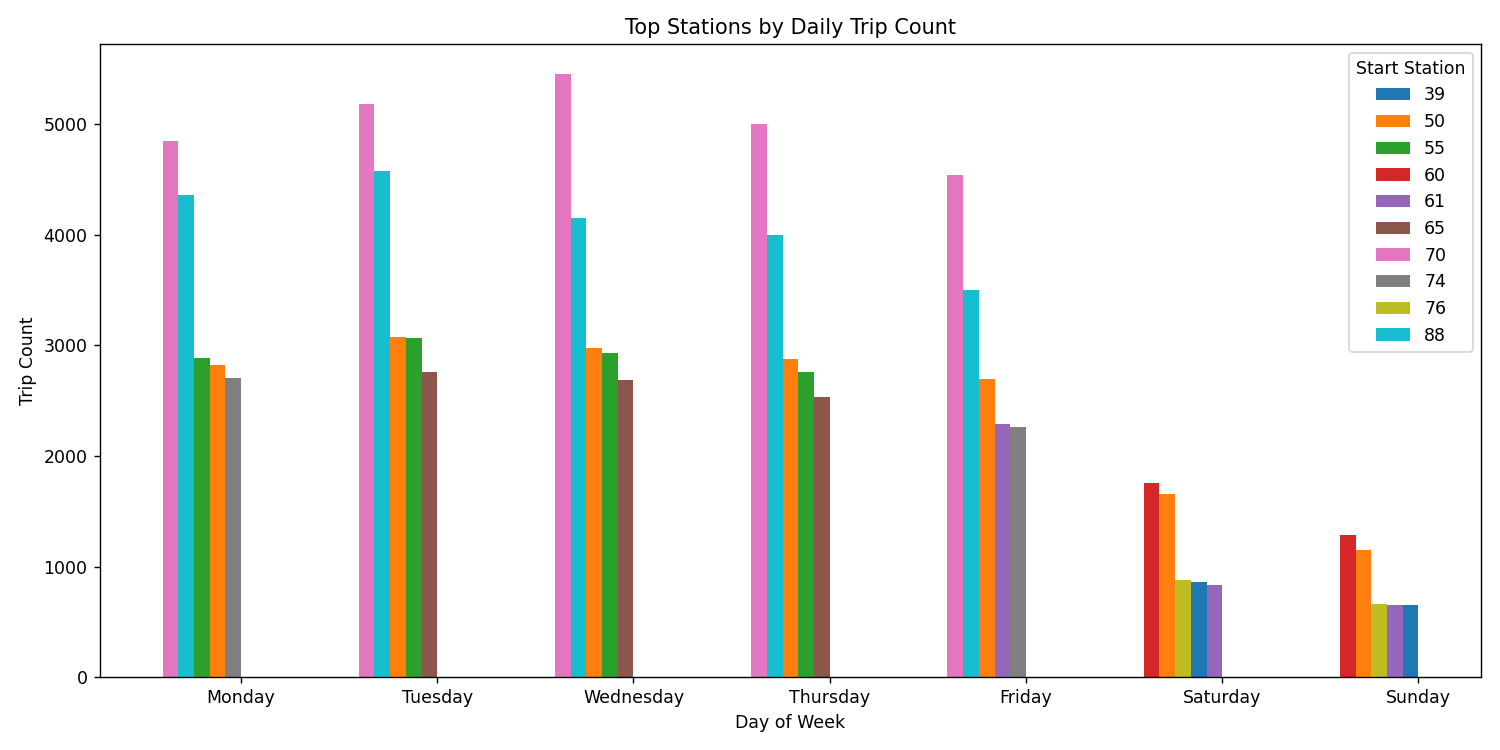 Top Stations by Daily Trip Count
Start Station
39
50
55
60
61
65
70
74
76
88
Trip Count
5000
4000
3000
2000
1000
0
Monday
Tuesday
Wednesday
Thursday
Friday
Saturday
Sunday
Day of Week